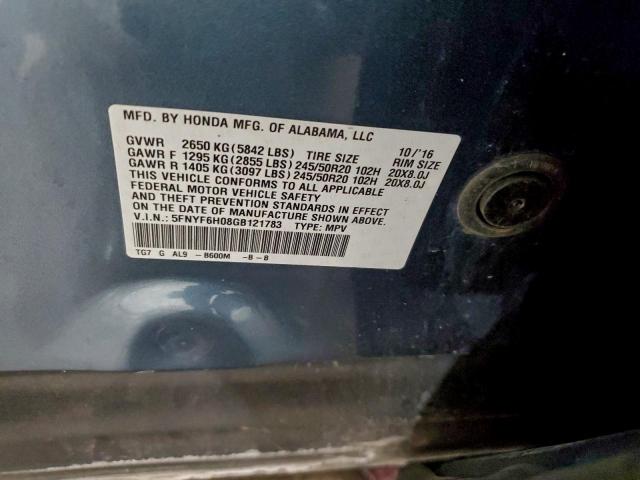 MFD. BY HONDA MFG. OF ALABAMA, LLC 10/'16
GVWR 2650 KG(5842 LBS) TIRE SIZE RIM SIZE
GAWR F 1295 KG(2855 LBS) 245/50R20 102H 20X8.0J
GAWR R 1405 KG(3097 LBS) 245/50R20 102H 20X8.0J
THIS VEHICLE CONFORMS TO ALL APPLICABLE
FEDERAL MOTOR VEHICLE SAFETY
AND THEFT PREVENTION STANDARDS IN EFFECT
ON THE DATE OF MANUFACTURE SHOWN ABOVE.
V.I.N.: 5FNYF6H08GB121783 TYPE: MPV
TG7 G AL9 -B600M -B-8